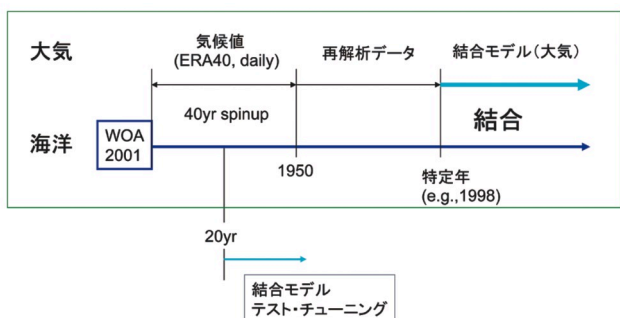 大気
気候値
(ERA40, daily)
再解析データ
結合モデル(大気)
40yr spinup
結合
海洋
WOA
2001
1950
特定年
(e.g.,1998)
20yr
結合モデル
テスト・チューニング